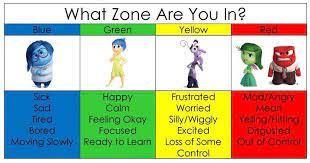 What Zone Are You In?
Blue Green Yellow Red
Sick Happy Frustrated Mad/Angry
Sad Calm Worried Mean
Tired Feeling Okay Silly/Wiggly Yelling/Hitting
Bored Focused Excited Disgusted
Moving Slowly Ready to Learn Loss of Some Out of Control
Control